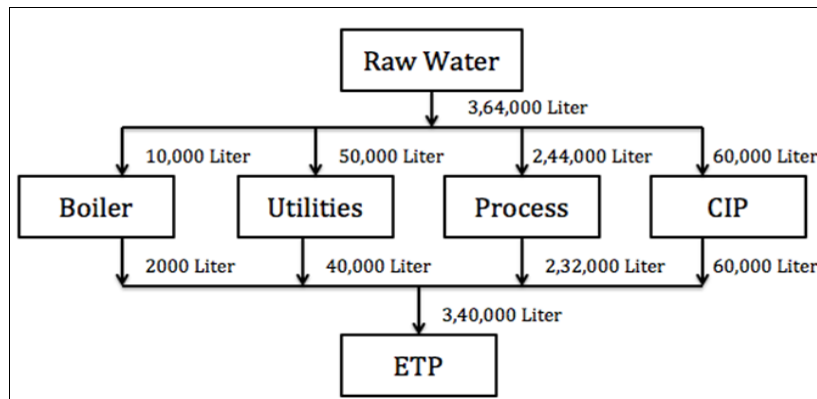 Raw Water
3,64,000 Liter
10,000 Liter
50,000 Liter
2,44,000 Liter
60,000 Liter
Boiler
Utilities
Process
CIP
2000 Liter
40,000 Liter
2,32,000 Liter
60,000 Liter
3,40,000 Liter
ETP